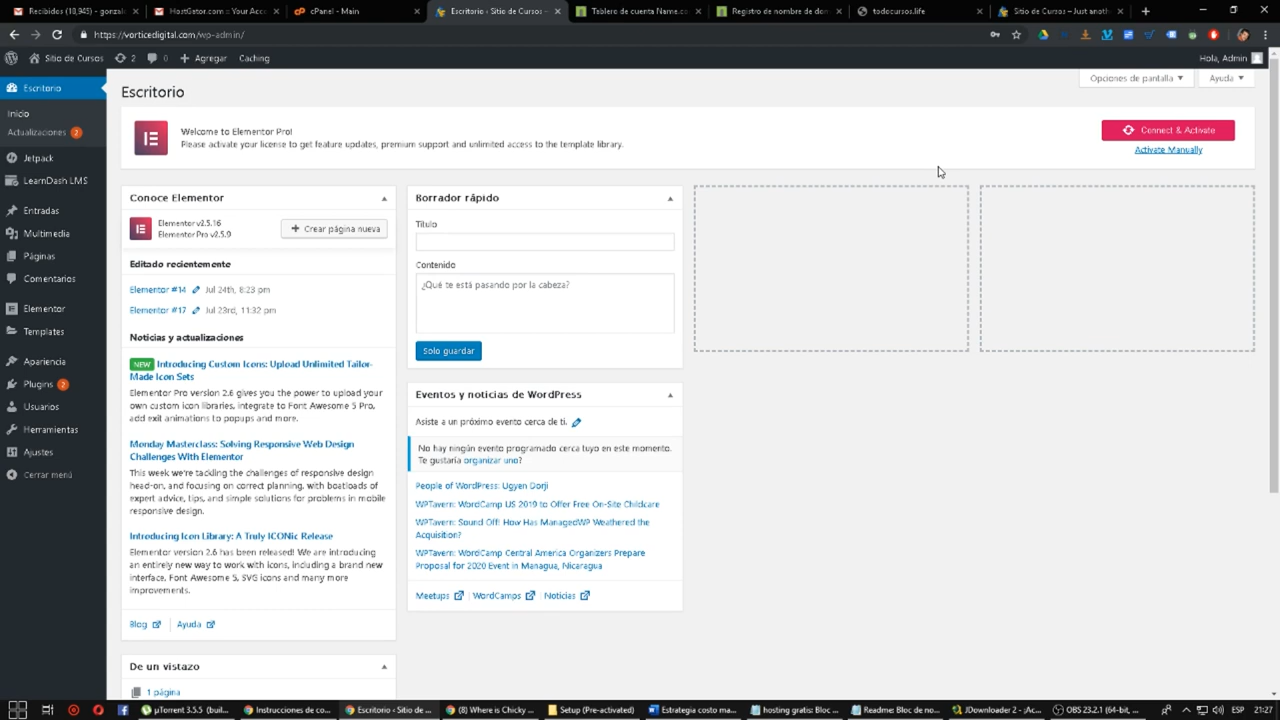 Recibidos (18,945) - gonzal
HostGator.com :: Your Acce
cPanel - Main
Escritorio ‹ Sitio de Cursos —
Tablero de cuenta Name.co
Registro de nombre de do
todocursos.life
Sitio de Cursos – Just anoth
https://vorticedigital.com/wp-admin/
Sitio de Cursos
2
0
Agregar
Caching
Hola, Admin
Escritorio
Inicio
Actualizaciones 2
Jetpack
LearnDash LMS
Entradas
Multimedia
Páginas
Comentarios
Elementor
Templates
Apariencia
Plugins 2
Usuarios
Herramientas
Ajustes
Cerrar menú
Opciones de pantalla
Ayuda
Escritorio
Welcome to Elementor Pro!
Please activate your license to get feature updates, premium support and unlimited access to the template library.
Connect & Activate
Activate Manually
Conoce Elementor
Elementor v2.5.16
Elementor Pro v2.5.9
Crear página nueva
Editado recientemente
Elementor #14 Jul 24th, 8:23 pm
Elementor #17 Jul 23rd, 11:32 pm
Noticias y actualizaciones
NEW Introducing Custom Icons: Upload Unlimited Tailor-
Made Icon Sets
Elementor Pro version 2.6 gives you the power to upload your
own custom icon libraries, integrate to Font Awesome 5 Pro,
add exit animations to popups and more.
Monday Masterclass: Solving Responsive Web Design
Challenges With Elementor
This week we're tackling the challenges of responsive design
head-on, and focusing on correct planning, with boatloads of
expert advice, tips, and simple solutions for problems in mobile
responsive design.
Introducing Icon Library: A Truly ICONic Release
Elementor version 2.6 has been released! We are introducing
an entirely new way to work with icons, including a brand new
interface, Font Awesome 5, SVG icons and many more
improvements.
Blog
Ayuda
De un vistazo
1 página
Borrador rápido
Título
Contenido
¿Qué te está pasando por la cabeza?
Solo guardar
Eventos y noticias de WordPress
Asiste a un próximo evento cerca de ti.
No hay ningún evento programado cerca tuyo en este momento.
Te gustaría organizar uno?
People of WordPress: Ugyen Dorji
WPTavern: WordCamp US 2019 to Offer Free On-Site Childcare
WPTavern: Sound Off! How Has ManagedWP Weathered the
Acquisition?
WPTavern: WordCamp Central America Organizers Prepare
Proposal for 2020 Event in Managua, Nicaragua
Meetups
WordCamps
Noticias
µTorrent 3.5.5 (buil...
Instrucciones de co...
Escritorio ‹ Sitio de...
(8) Where is Chicky ...
Setup (Pre-activated)
Estrategia costo ma...
hosting gratis: Bloc ...
Readme: Bloc de no...
JDownloader 2 - ¡Ac...
OBS 22.2.1 (64-bit, ...
ESP
21:27